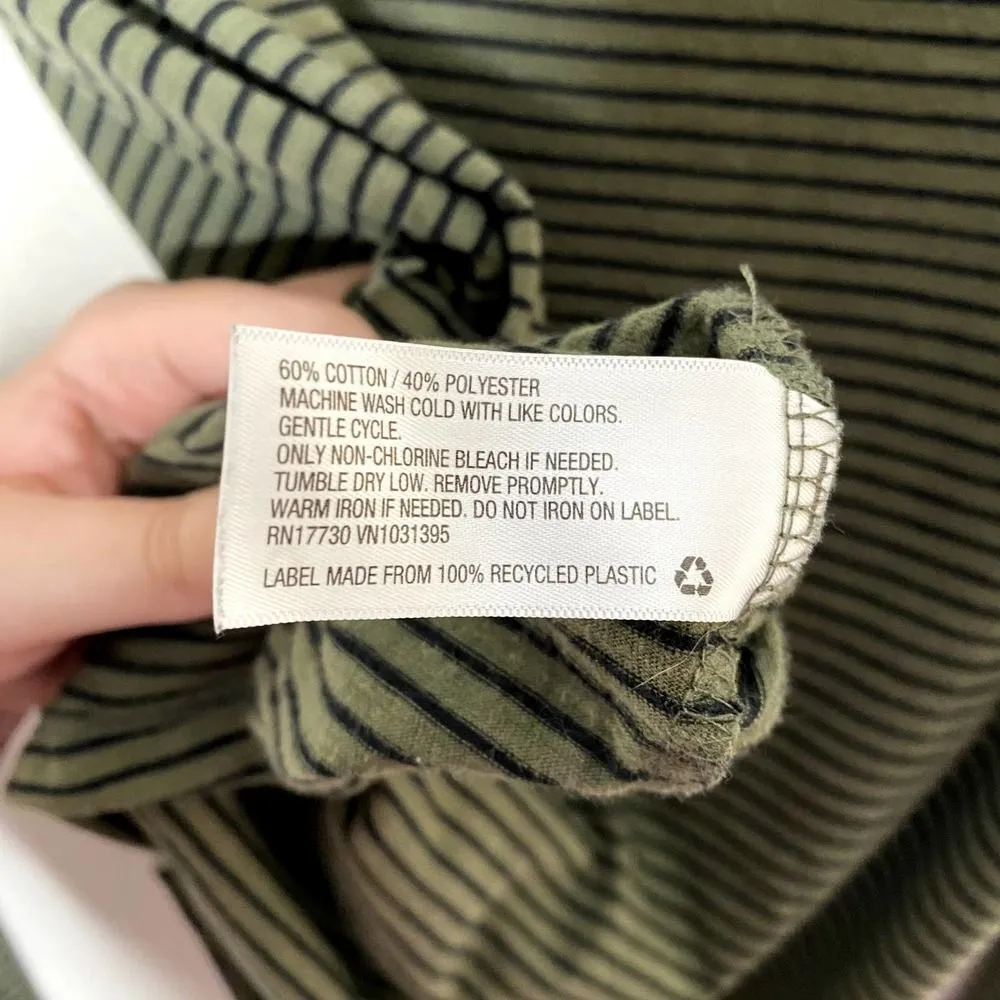 60% COTTON / 40% POLYESTER
MACHINE WASH COLD WITH LIKE COLORS.
GENTLE CYCLE.
ONLY NON-CHLORINE BLEACH IF NEEDED.
TUMBLE DRY LOW. REMOVE PROMPTLY.
WARM IRON IF NEEDED. DO NOT IRON ON LABEL.
RN17730 VN1031395
LABEL MADE FROM 100% RECYCLED PLASTIC